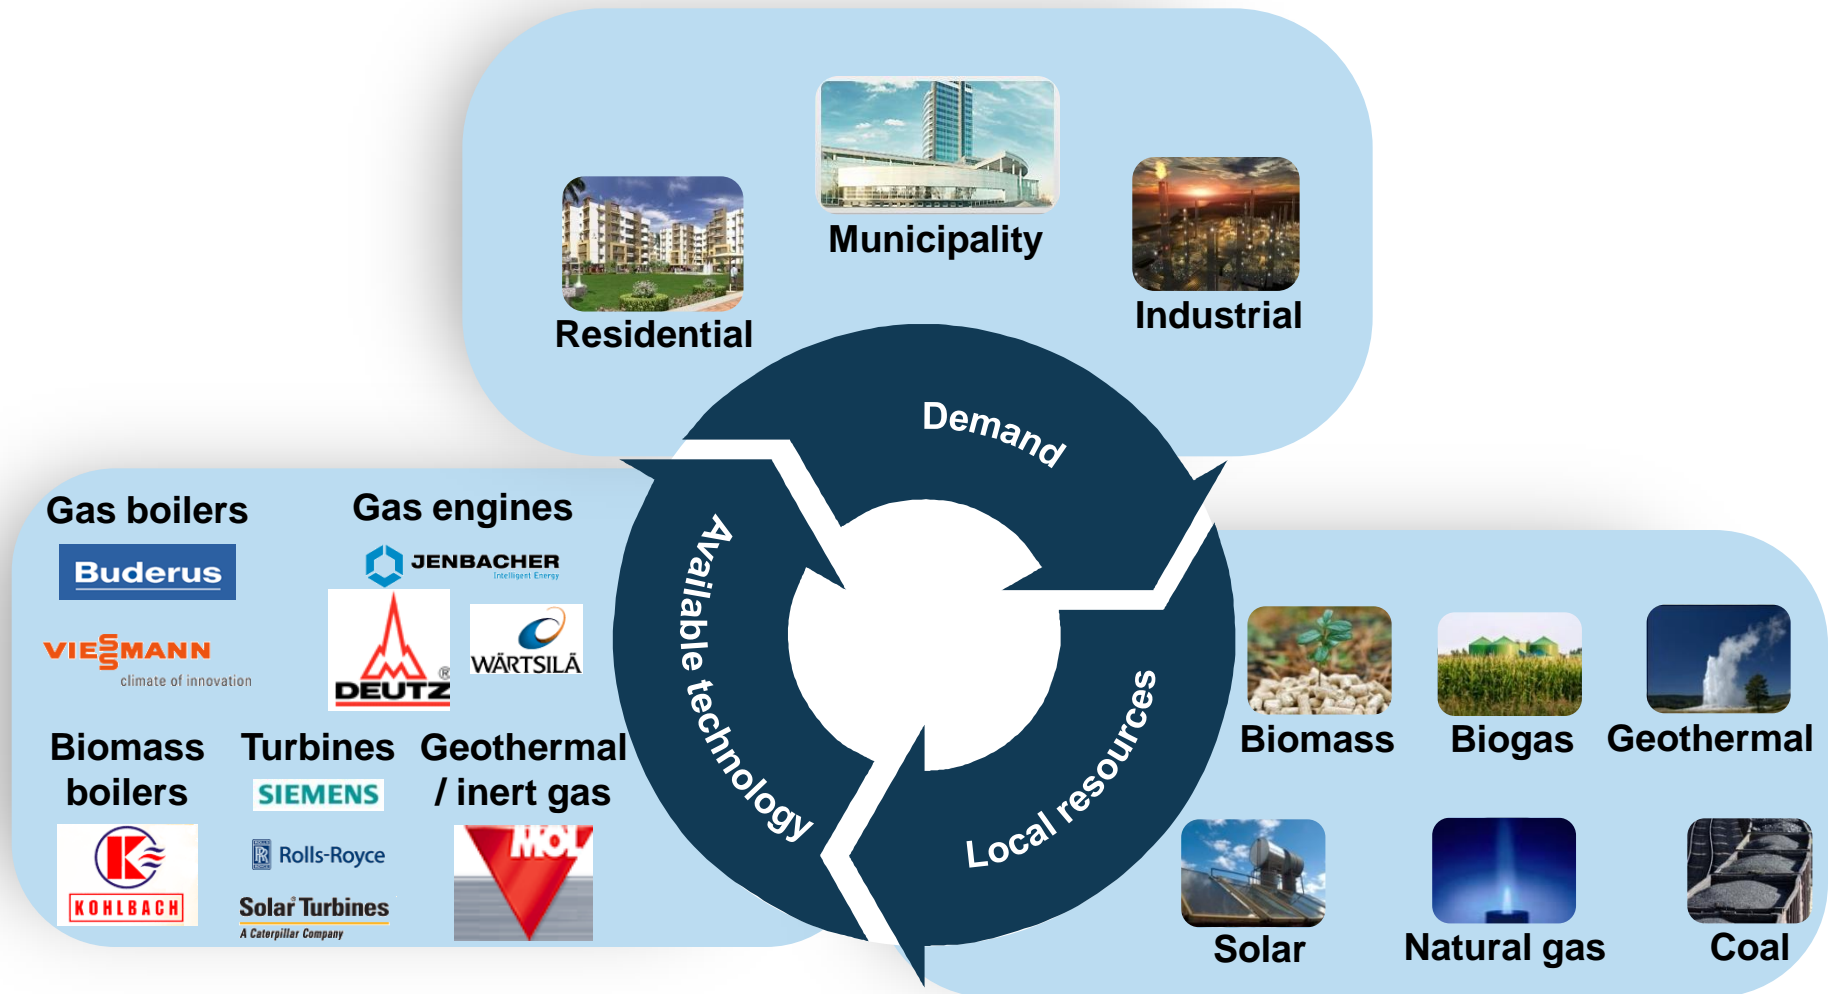 Municipality
Residential
Industrial
Demand
Available technology
Local resources
Gas boilers
Buderus
VIESSMANN
climate of innovation
Gas engines
JENBACHER
Intelligent Energy
DEUTZ
®
WÄRTSILÄ
Biomass
boilers
KOHLBACH
Turbines
SIEMENS
Rolls-Royce
Solar Turbines
A Caterpillar Company
Geothermal
/ inert gas
MOL
Biomass
Biogas
Geothermal
Solar
Natural gas
Coal